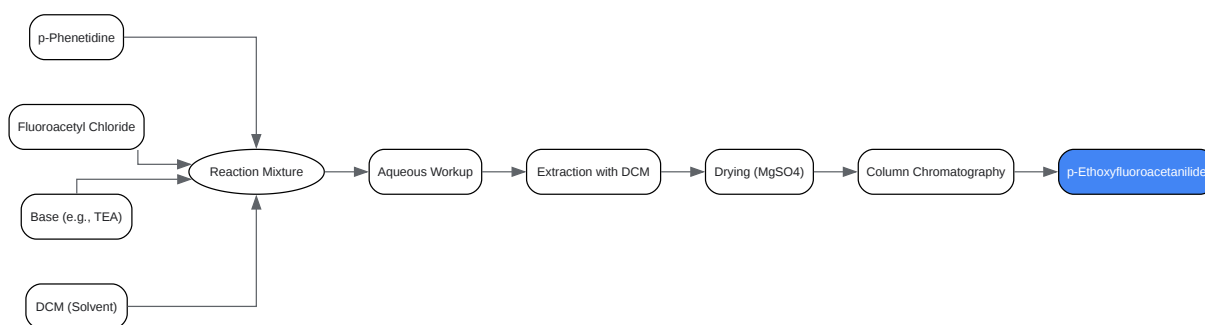 p-Phenetidine
Fluoroacetyl Chloride
Base (e.g., TEA)
DCM (Solvent)
Reaction Mixture
Aqueous Workup
Extraction with DCM
Drying (MgSO4)
Column Chromatography
p-Ethoxyfluoroacetanilide